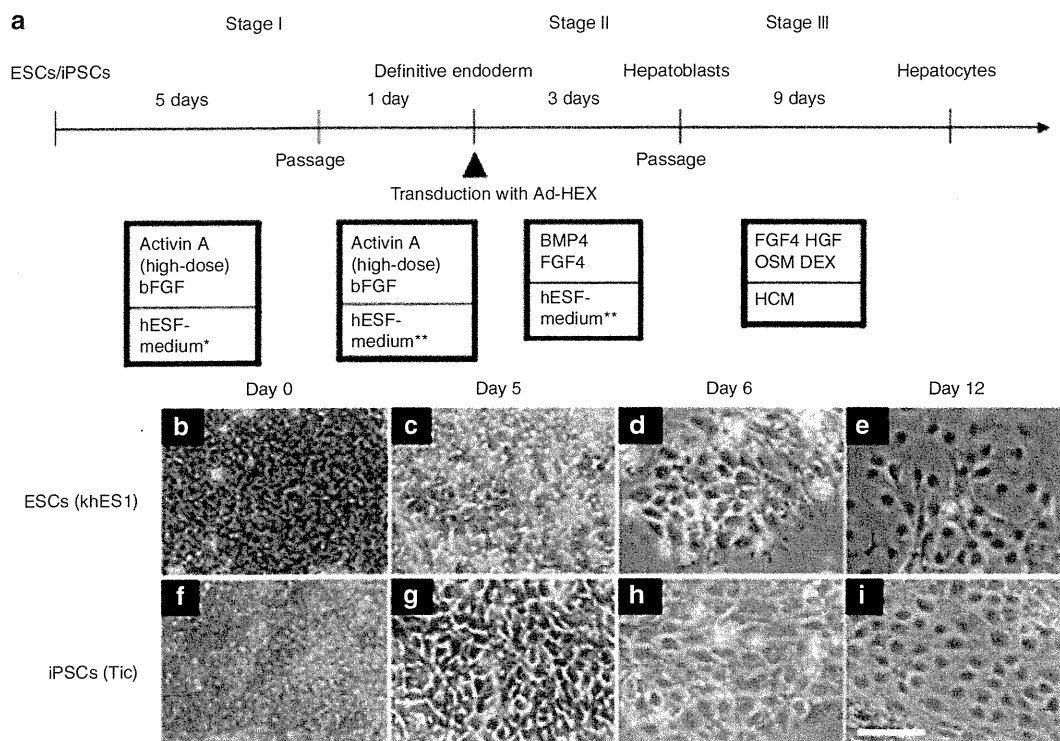 a
Stage I Stage II Stage III
ESCs/iPSCs Definitive endoderm Hepatoblasts Hepatocytes
5 days 1 day 3 days 9 days
Passage Passage
Transduction with Ad-HEX
Activin A
(high-dose)
bFGF
hESF-
medium*
Activin A
(high-dose)
bFGF
hESF-
medium**
BMP4
FGF4
hESF-
medium**
FGF4 HGF
OSM DEX
HCM
Day 0 Day 5 Day 6 Day 12
b c d e
ESCs (khES1)
f g h i
iPSCs (Tic)